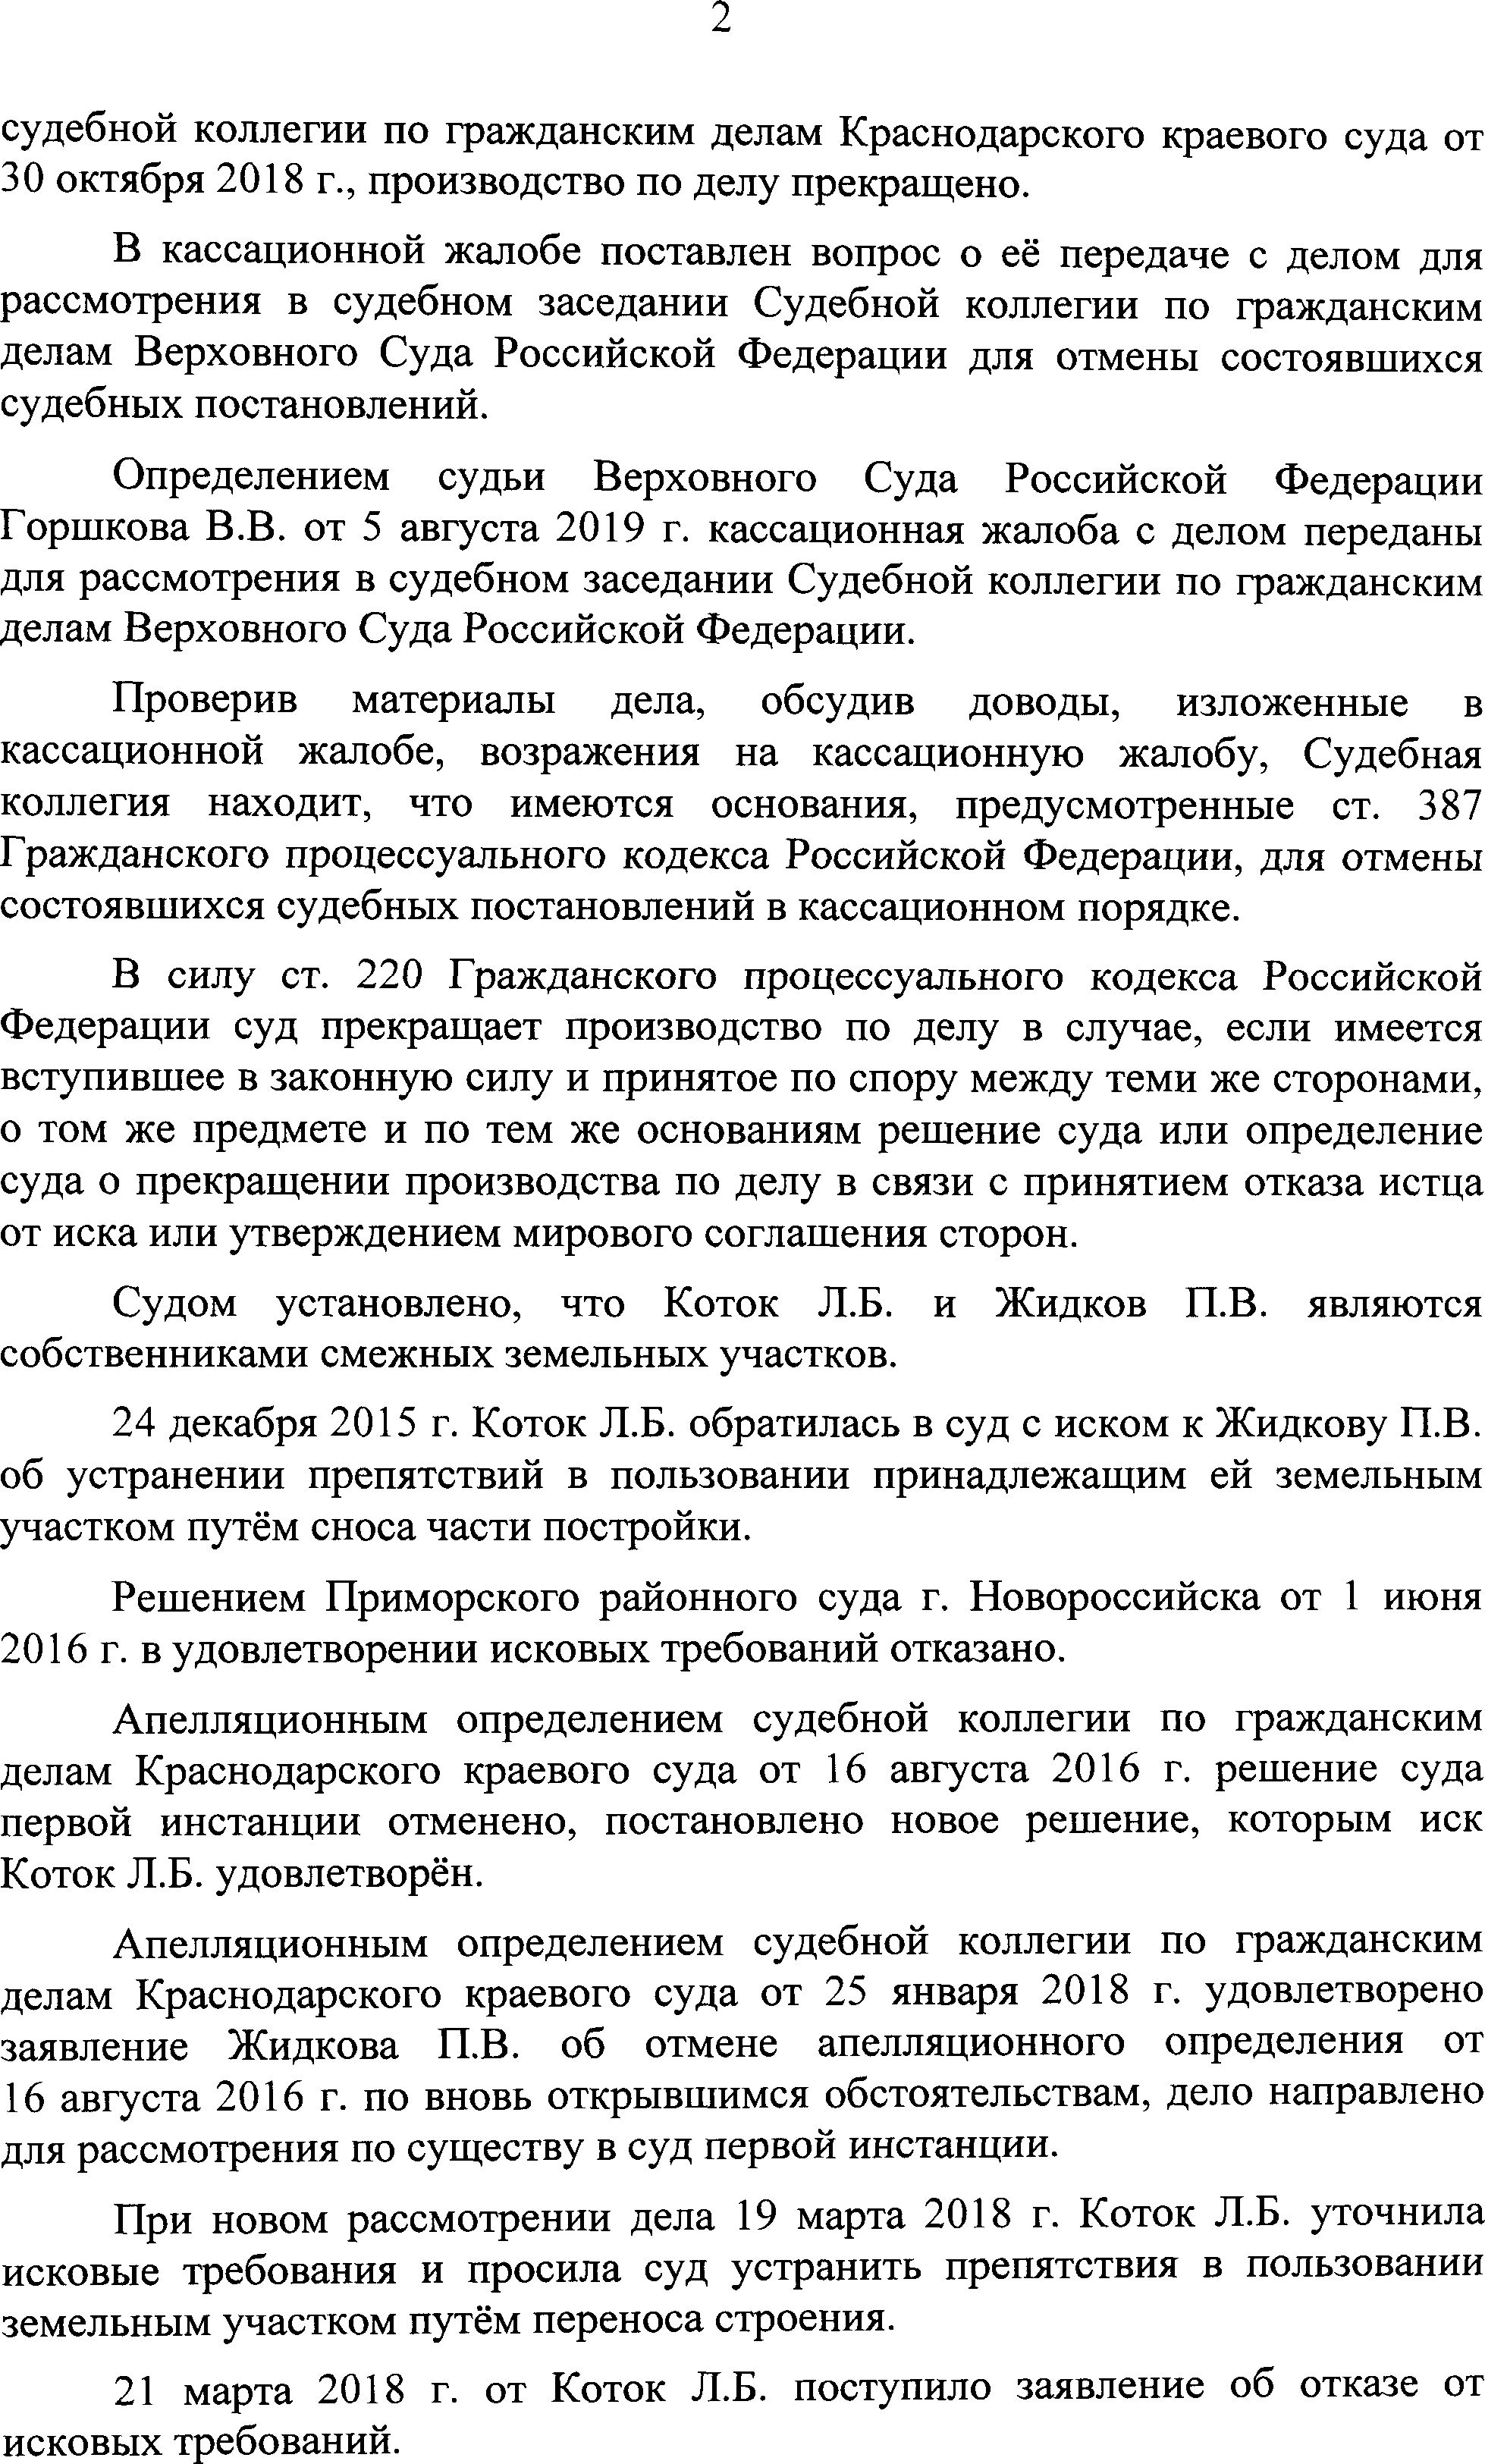 2
судебной коллегии по гражданским делам Краснодарского краевого суда от
30 октября 2018 г., производство по делу прекращено.
В кассационной жалобе поставлен вопрос о её передаче с делом для
рассмотрения в судебном заседании Судебной коллегии по гражданским
делам Верховного Суда Российской Федерации для отмены состоявшихся
судебных постановлений.
Определением судьи Верховного Суда Российской Федерации
Горшкова В.В. от 5 августа 2019 г. кассационная жалоба с делом переданы
для рассмотрения в судебном заседании Судебной коллегии по гражданским
делам Верховного Суда Российской Федерации.
Проверив материалы дела, обсудив доводы, изложенные в
кассационной жалобе, возражения на кассационную жалобу, Судебная
коллегия находит, что имеются основания, предусмотренные ст. 387
Гражданского процессуального кодекса Российской Федерации, для отмены
состоявшихся судебных постановлений в кассационном порядке.
В силу ст. 220 Гражданского процессуального кодекса Российской
Федерации суд прекращает производство по делу в случае, если имеется
вступившее в законную силу и принятое по спору между теми же сторонами,
о том же предмете и по тем же основаниям решение суда или определение
суда о прекращении производства по делу в связи с принятием отказа истца
от иска или утверждением мирового соглашения сторон.
Судом установлено, что Коток Л.Б. и Жидков П.В. являются
собственниками смежных земельных участков.
24 декабря 2015 г. Коток Л.Б. обратилась в суд с иском к Жидкову П.В.
об устранении препятствий в пользовании принадлежащим ей земельным
участком путём сноса части постройки.
Решением Приморского районного суда г. Новороссийска от 1 июня
2016 г. в удовлетворении исковых требований отказано.
Апелляционным определением судебной коллегии по гражданским
делам Краснодарского краевого суда от 16 августа 2016 г. решение суда
первой инстанции отменено, постановлено новое решение, которым иск
Коток Л.Б. удовлетворён.
Апелляционным определением судебной коллегии по гражданским
делам Краснодарского краевого суда от 25 января 2018 г. удовлетворено
заявление Жидкова П.В. об отмене апелляционного определения от
16 августа 2016 г. по вновь открывшимся обстоятельствам, дело направлено
для рассмотрения по существу в суд первой инстанции.
При новом рассмотрении дела 19 марта 2018 г. Коток Л.Б. уточнила
исковые требования и просила суд устранить препятствия в пользовании
земельным участком путём переноса строения.
21 марта 2018 г. от Коток Л.Б. поступило заявление об отказе от
исковых требований.